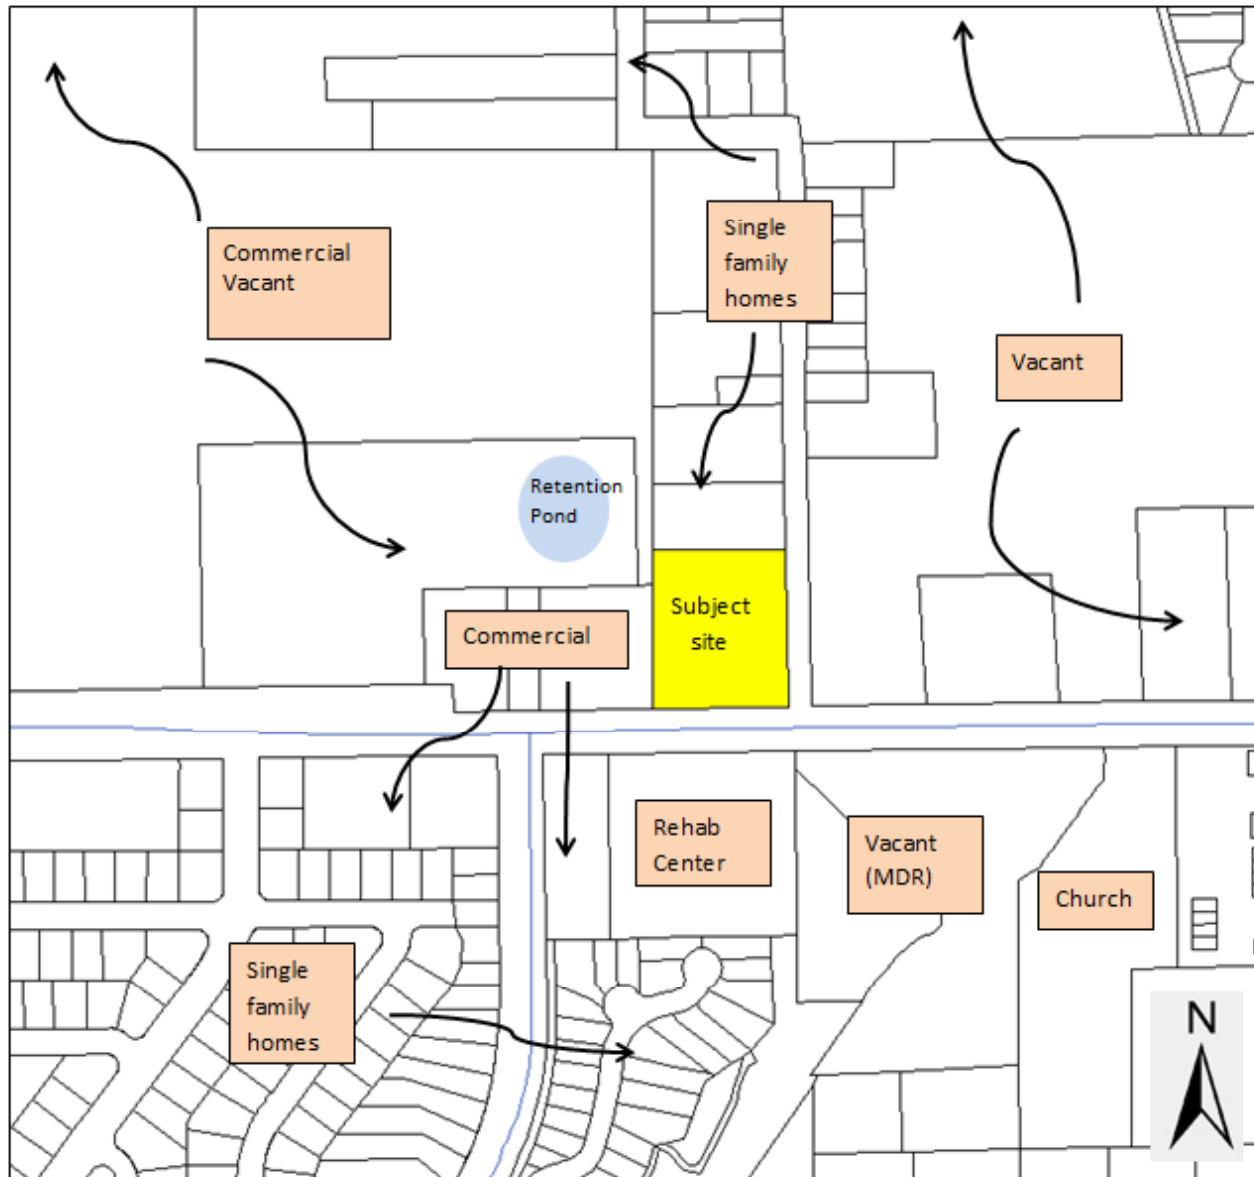 Commercial
Vacant
Single
family
homes
Vacant
Retention
Pond
Subject
site
Commercial
Rehab
Center
Vacant
(MDR)
Church
Single
family
homes
N